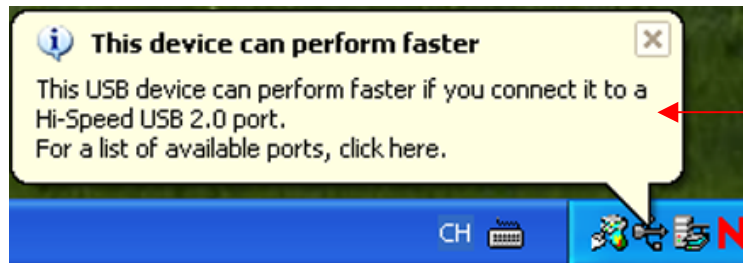 This device can perform faster
This USB device can perform faster if you connect it to a
Hi-Speed USB 2.0 port.
For a list of available ports, click here.
CH
N